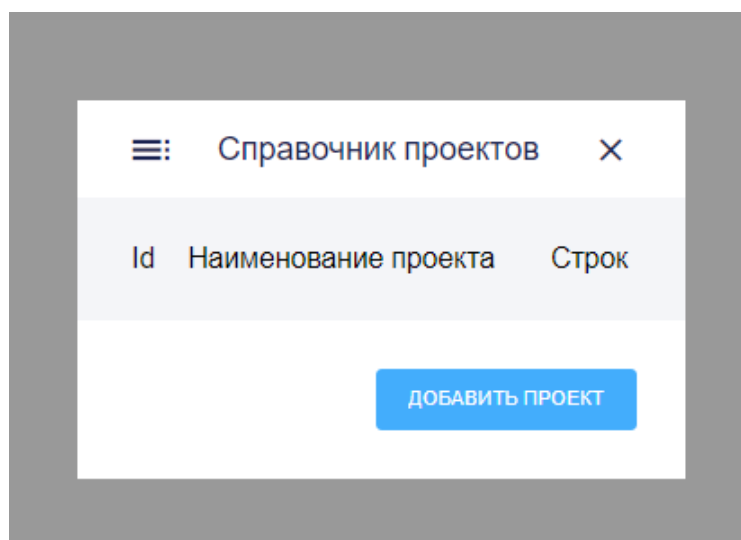 Справочник проектов
Id Наименование проекта Строк
ДОБАВИТЬ ПРОЕКТ